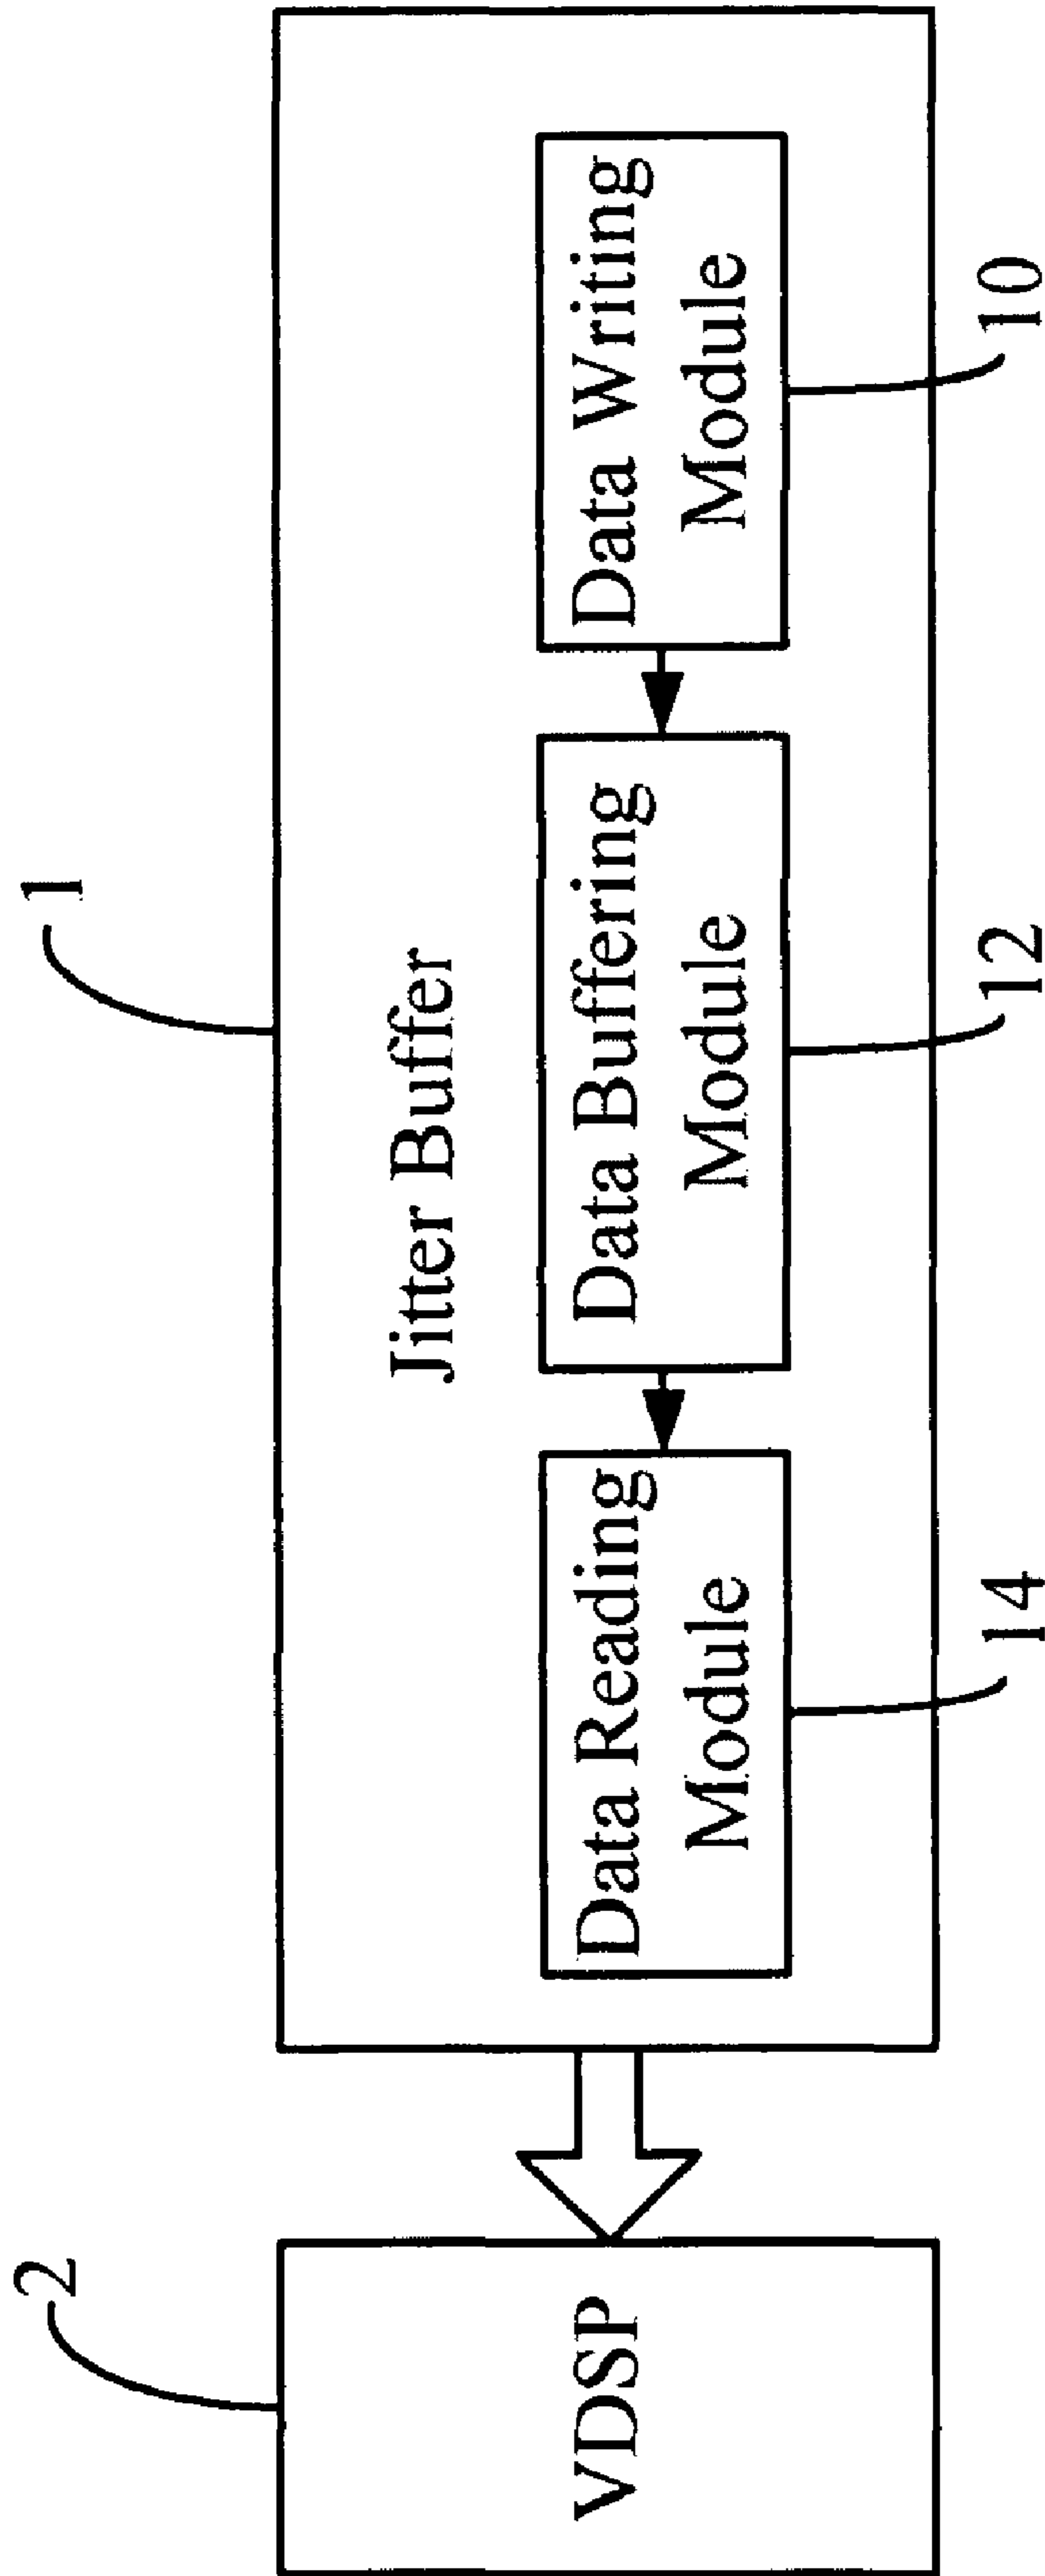 2
1
VDSP
Jitter Buffer
Data Reading
Module
Data Buffering
Module
Data Writing
Module
14
12
10